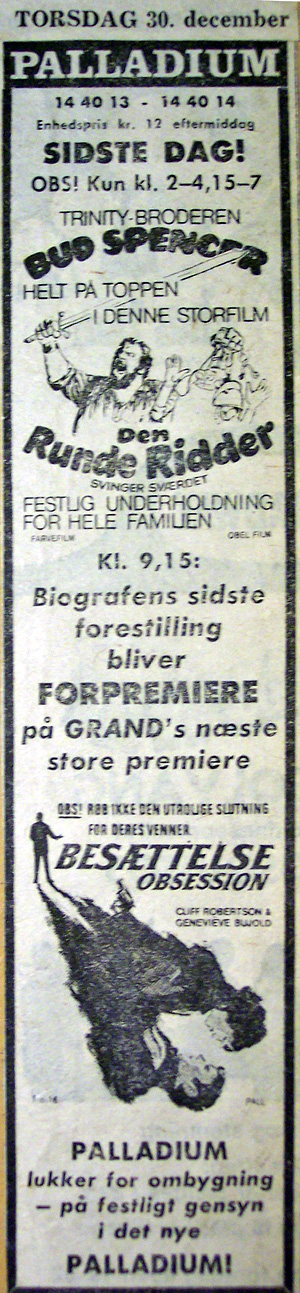 TORSDAG 30. december
PALLADIUM
14 40 13 - 14 40 14
Enhedspris kr. 12 eftermiddag
SIDSTE DAG!
OBS! Kun kl. 2–4,15–7
TRINITY-BRODEREN
BUD SPENCER
HELT PÅ TOPPEN
I DENNE STORFILM
Den
Runde Ridder
SVINGER SVÆRDET
FESTLIG UNDERHOLDNING
FOR HELE FAMILIEN
FARVEFILM OBEL FILM
Kl. 9,15:
Biografens sidste
forestilling
bliver
FORPREMIERE
på GRAND's næste
store premiere
OBS! RØB IKKE DEN UTROLIGE SLUTNING
FOR DERES VENNER.
BESÆTTELSE
OBSESSION
CLIFF ROBERTSON &
GENEVIEVE BUJOLD
PALL
PALLADIUM
lukker for ombygning
– på festligt gensyn
i det nye
PALLADIUM!